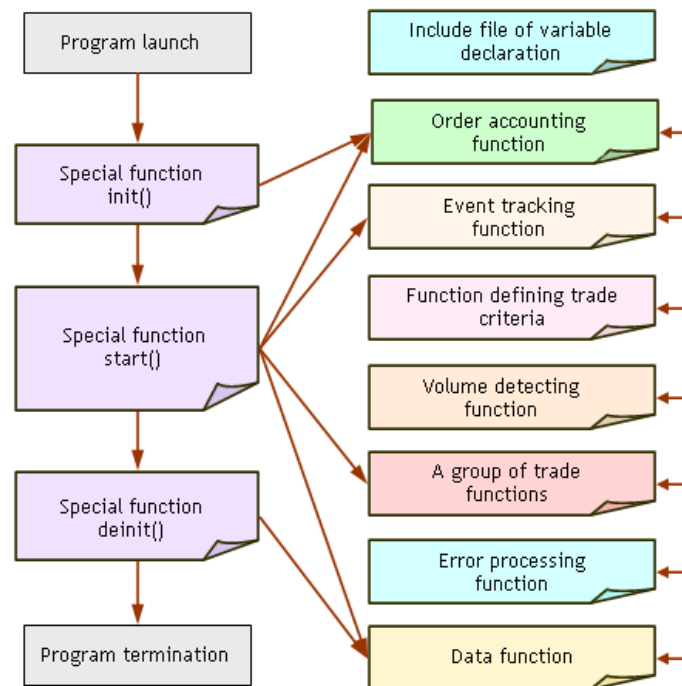 Program launch
Special function
init()
Special function
start()
Special function
deinit()
Program termination
Include file of variable
declaration
Order accounting
function
Event tracking
function
Function defining trade
criteria
Volume detecting
function
A group of trade
functions
Error processing
function
Data function